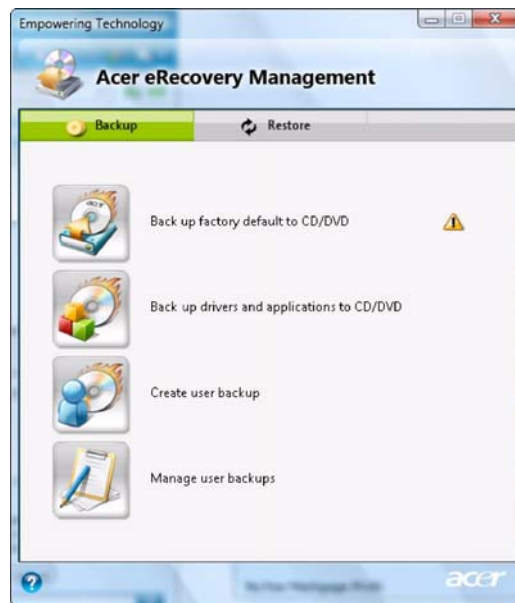 Empowering Technology
Acer eRecovery Management
Backup
Restore
Back up factory default to CD/DVD
Back up drivers and applications to CD/DVD
Create user backup
Manage user backups
acer